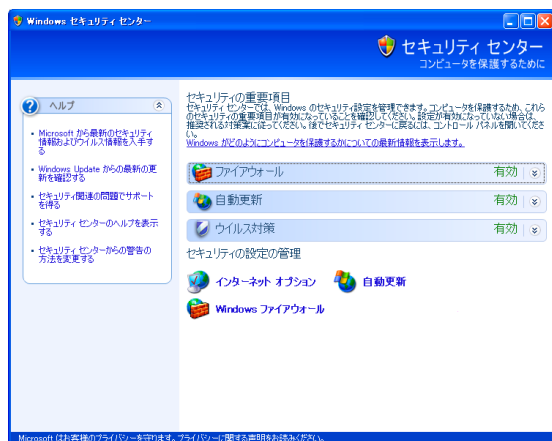 Windows セキュリティ センター
セキュリティ センター
コンピュータを保護するために
ヘルプ
Microsoft から最新のセキュリティ
情報およびウイルス情報を入手す
る
Windows Update からの最新の更
新を確認する
セキュリティ関連の問題でサポート
を得る
セキュリティ センターのヘルプを表示
する
セキュリティ センターからの警告の
方法を変更する
セキュリティの重要項目
セキュリティ センターでは、Windows のセキュリティ設定を管理できます。コンピュータを保護するため、これら
のセキュリティの重要項目が有効になっていることを確認してください。設定が有効になっていない場合は、
推奨される対策案に従ってください。後でセキュリティ センターに戻るには、コントロール パネルを開いてくださ
い。
Windows がどのようにコンピュータを保護するかについての最新情報を表示します。
ファイアウォール 有効
自動更新 有効
ウイルス対策 有効
セキュリティの設定の管理
インターネット オプション 自動更新
Windows ファイアウォール
Microsoft はお客様のプライバシーを守ります。プライバシーに関する声明をお読みください。